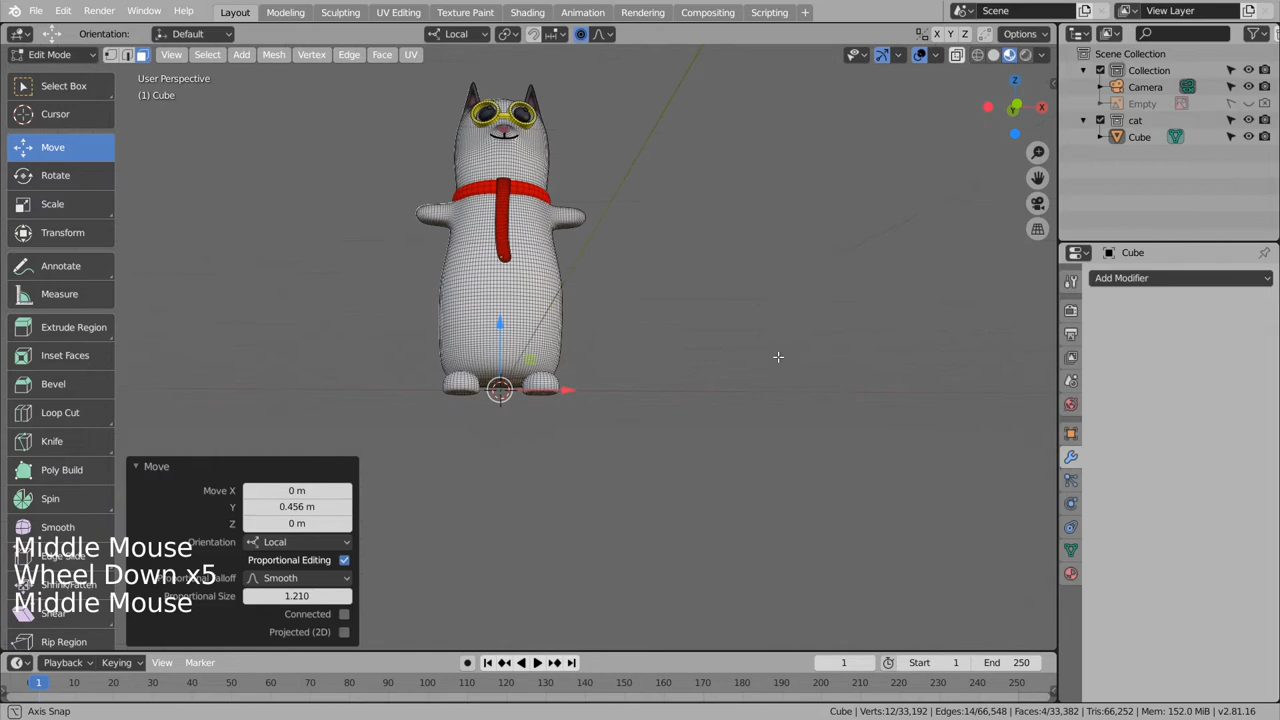 File Edit Render Window Help Layout Modeling Sculpting UV Editing Texture Paint Shading Animation Rendering Compositing Scripting + Scene View Layer
Orientation: Default Local X Y Z Options
Edit Mode View Select Add Mesh Vertex Edge Face UV
Scene Collection
Collection
Camera
Empty
cat
Cube
User Perspective
(1) Cube
Z
X
Y
Select Box
Cursor
Move
Rotate
Scale
Transform
Annotate
Measure
Extrude Region
Inset Faces
Bevel
Loop Cut
Knife
Poly Build
Spin
Smooth
Shear
Rip Region
Cube
Add Modifier
Move
Move X 0 m
Y 0.456 m
Z 0 m
Orientation Local
Proportional Editing
Smooth
Proportional Size 1.210
Connected
Projected (2D)
Middle Mouse
Wheel Down x5
Middle Mouse
Playback Keying View Marker 1 Start 1 End 250
1 10 20 30 40 50 60 70 80 90 100 110 120 130 140 150 160 170 180 190 200 210 220 230 240 250
Axis Snap Cube | Verts:12/33,192 | Edges:14/66,548 | Faces:4/33,382 | Tris:66,252 | Mem: 152.0 MiB | v2.81.16